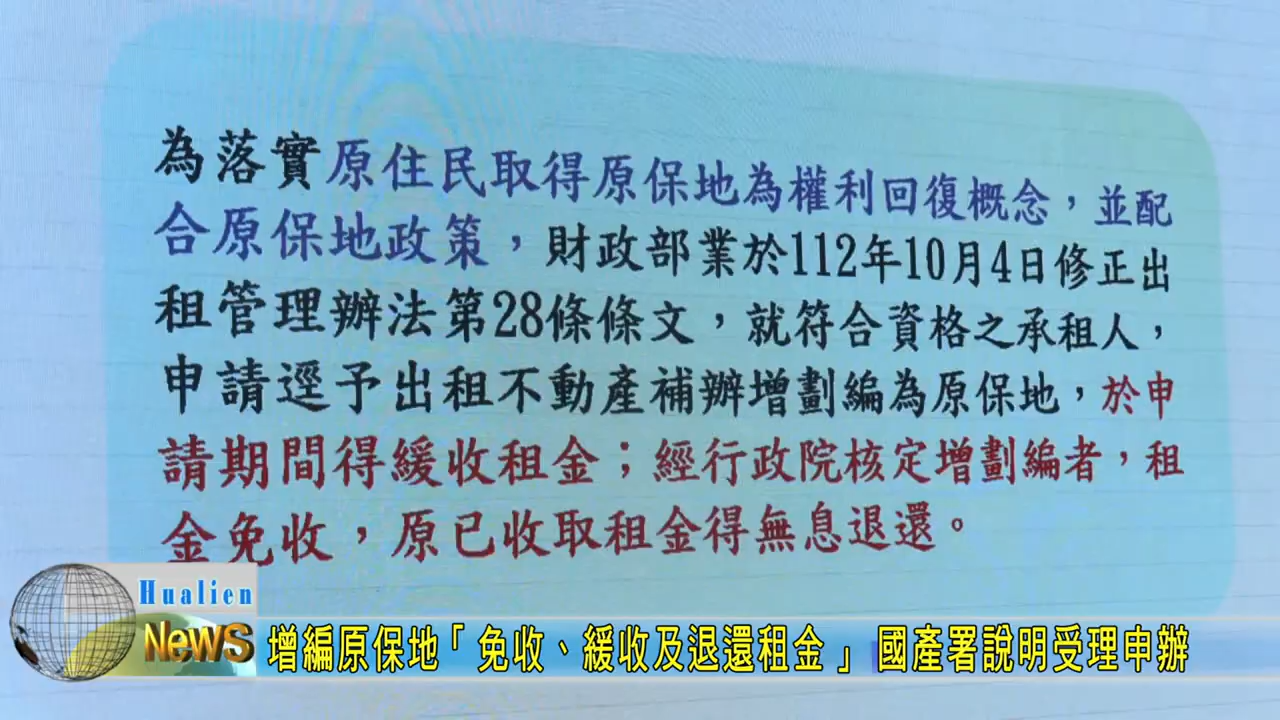 為落實原住民取得原保地為權利回復概念，並配
合原保地政策，財政部業於112年10月4日修正出
租管理辦法第28條條文，就符合資格之承租人，
申請逕予出租不動產補辦增劃編為原保地，於申
請期間得緩收租金；經行政院核定增劃編者，租
金免收，原已收取租金得無息退還。
Hualien
NewS
增編原保地「免收、緩收及退還租金」 國產署說明受理申辦